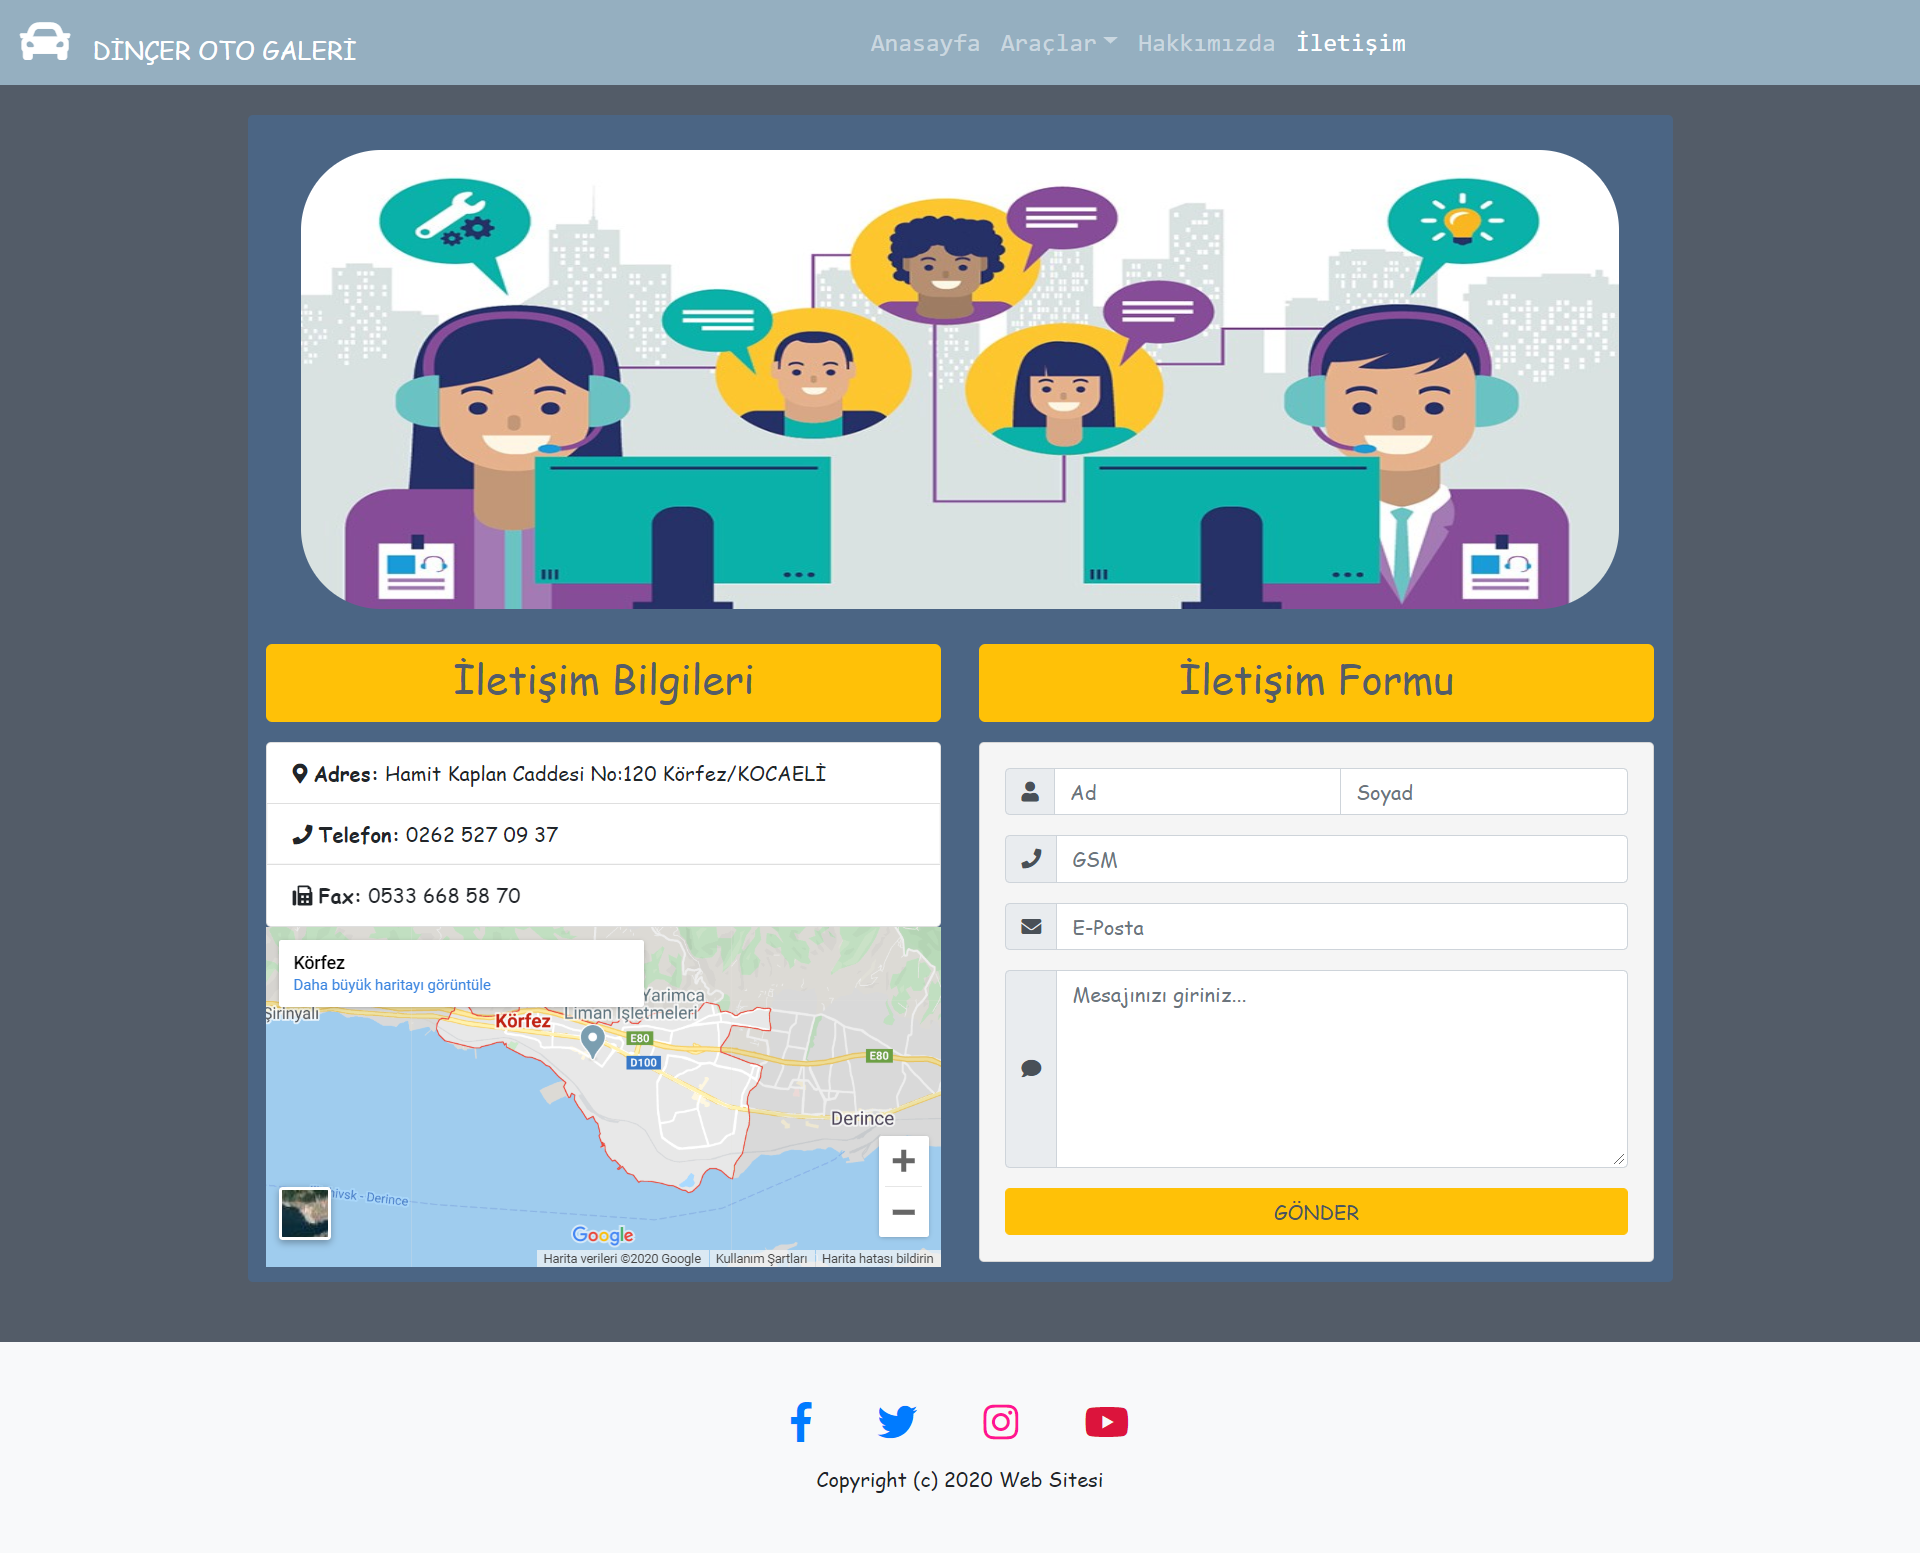 DİNÇER OTO GALERİ
Anasayfa Araçlar Hakkımızda İletişim
İletişim Bilgileri
Adres: Hamit Kaplan Caddesi No:120 Körfez/KOCAELİ
Telefon: 0262 527 09 37
Fax: 0533 668 58 70
Körfez
Daha büyük haritayı görüntüle
Yarimca
Şirinyalı
Körfez
Liman İşletmeleri
E80
D100
E80
Derince
- Derince
Google
Harita verileri ©2020 Google Kullanım Şartları Harita hatası bildirin
İletişim Formu
Ad Soyad
GSM
E-Posta
Mesajınızı giriniz...
GÖNDER
Copyright (c) 2020 Web Sitesi